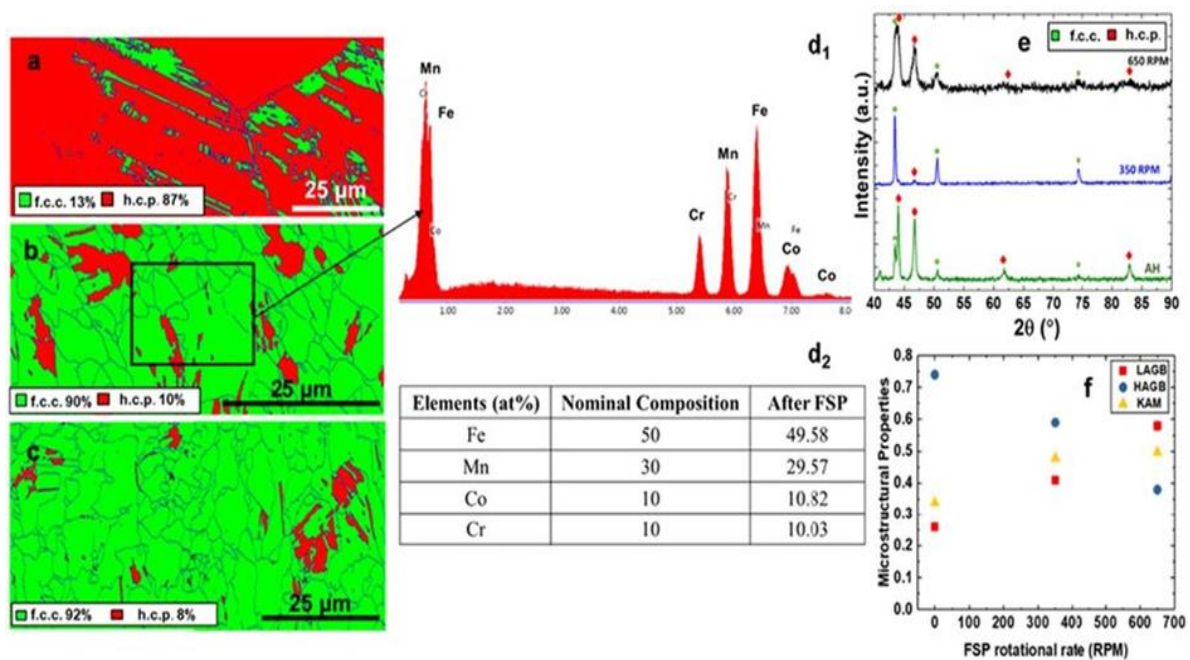 a
25 μm
f.c.c. 13% h.c.p. 87%
b
25 μm
f.c.c. 90% h.c.p. 10%
c
25 μm
f.c.c. 92% h.c.p. 8%
d1
Mn
Cr
Fe
Co
Cr
Mn
Cr
Fe
Mn
Fe
Co
Co
1.00 2.00 3.00 4.00 5.00 6.00 7.00 8.0
d2
Elements (at%) Nominal Composition After FSP
Fe 50 49.58
Mn 30 29.57
Co 10 10.82
Cr 10 10.03
e
f.c.c. h.c.p.
650 RPM
350 RPM
AH
Intensity (a.u.)
40 45 50 55 60 65 70 75 80 85 90
2θ (°)
f
LAGB
HAGB
KAM
Microstructural Properties
0.8
0.7
0.6
0.5
0.4
0.3
0.2
0.1
0.0
0 100 200 300 400 500 600 700
FSP rotational rate (RPM)